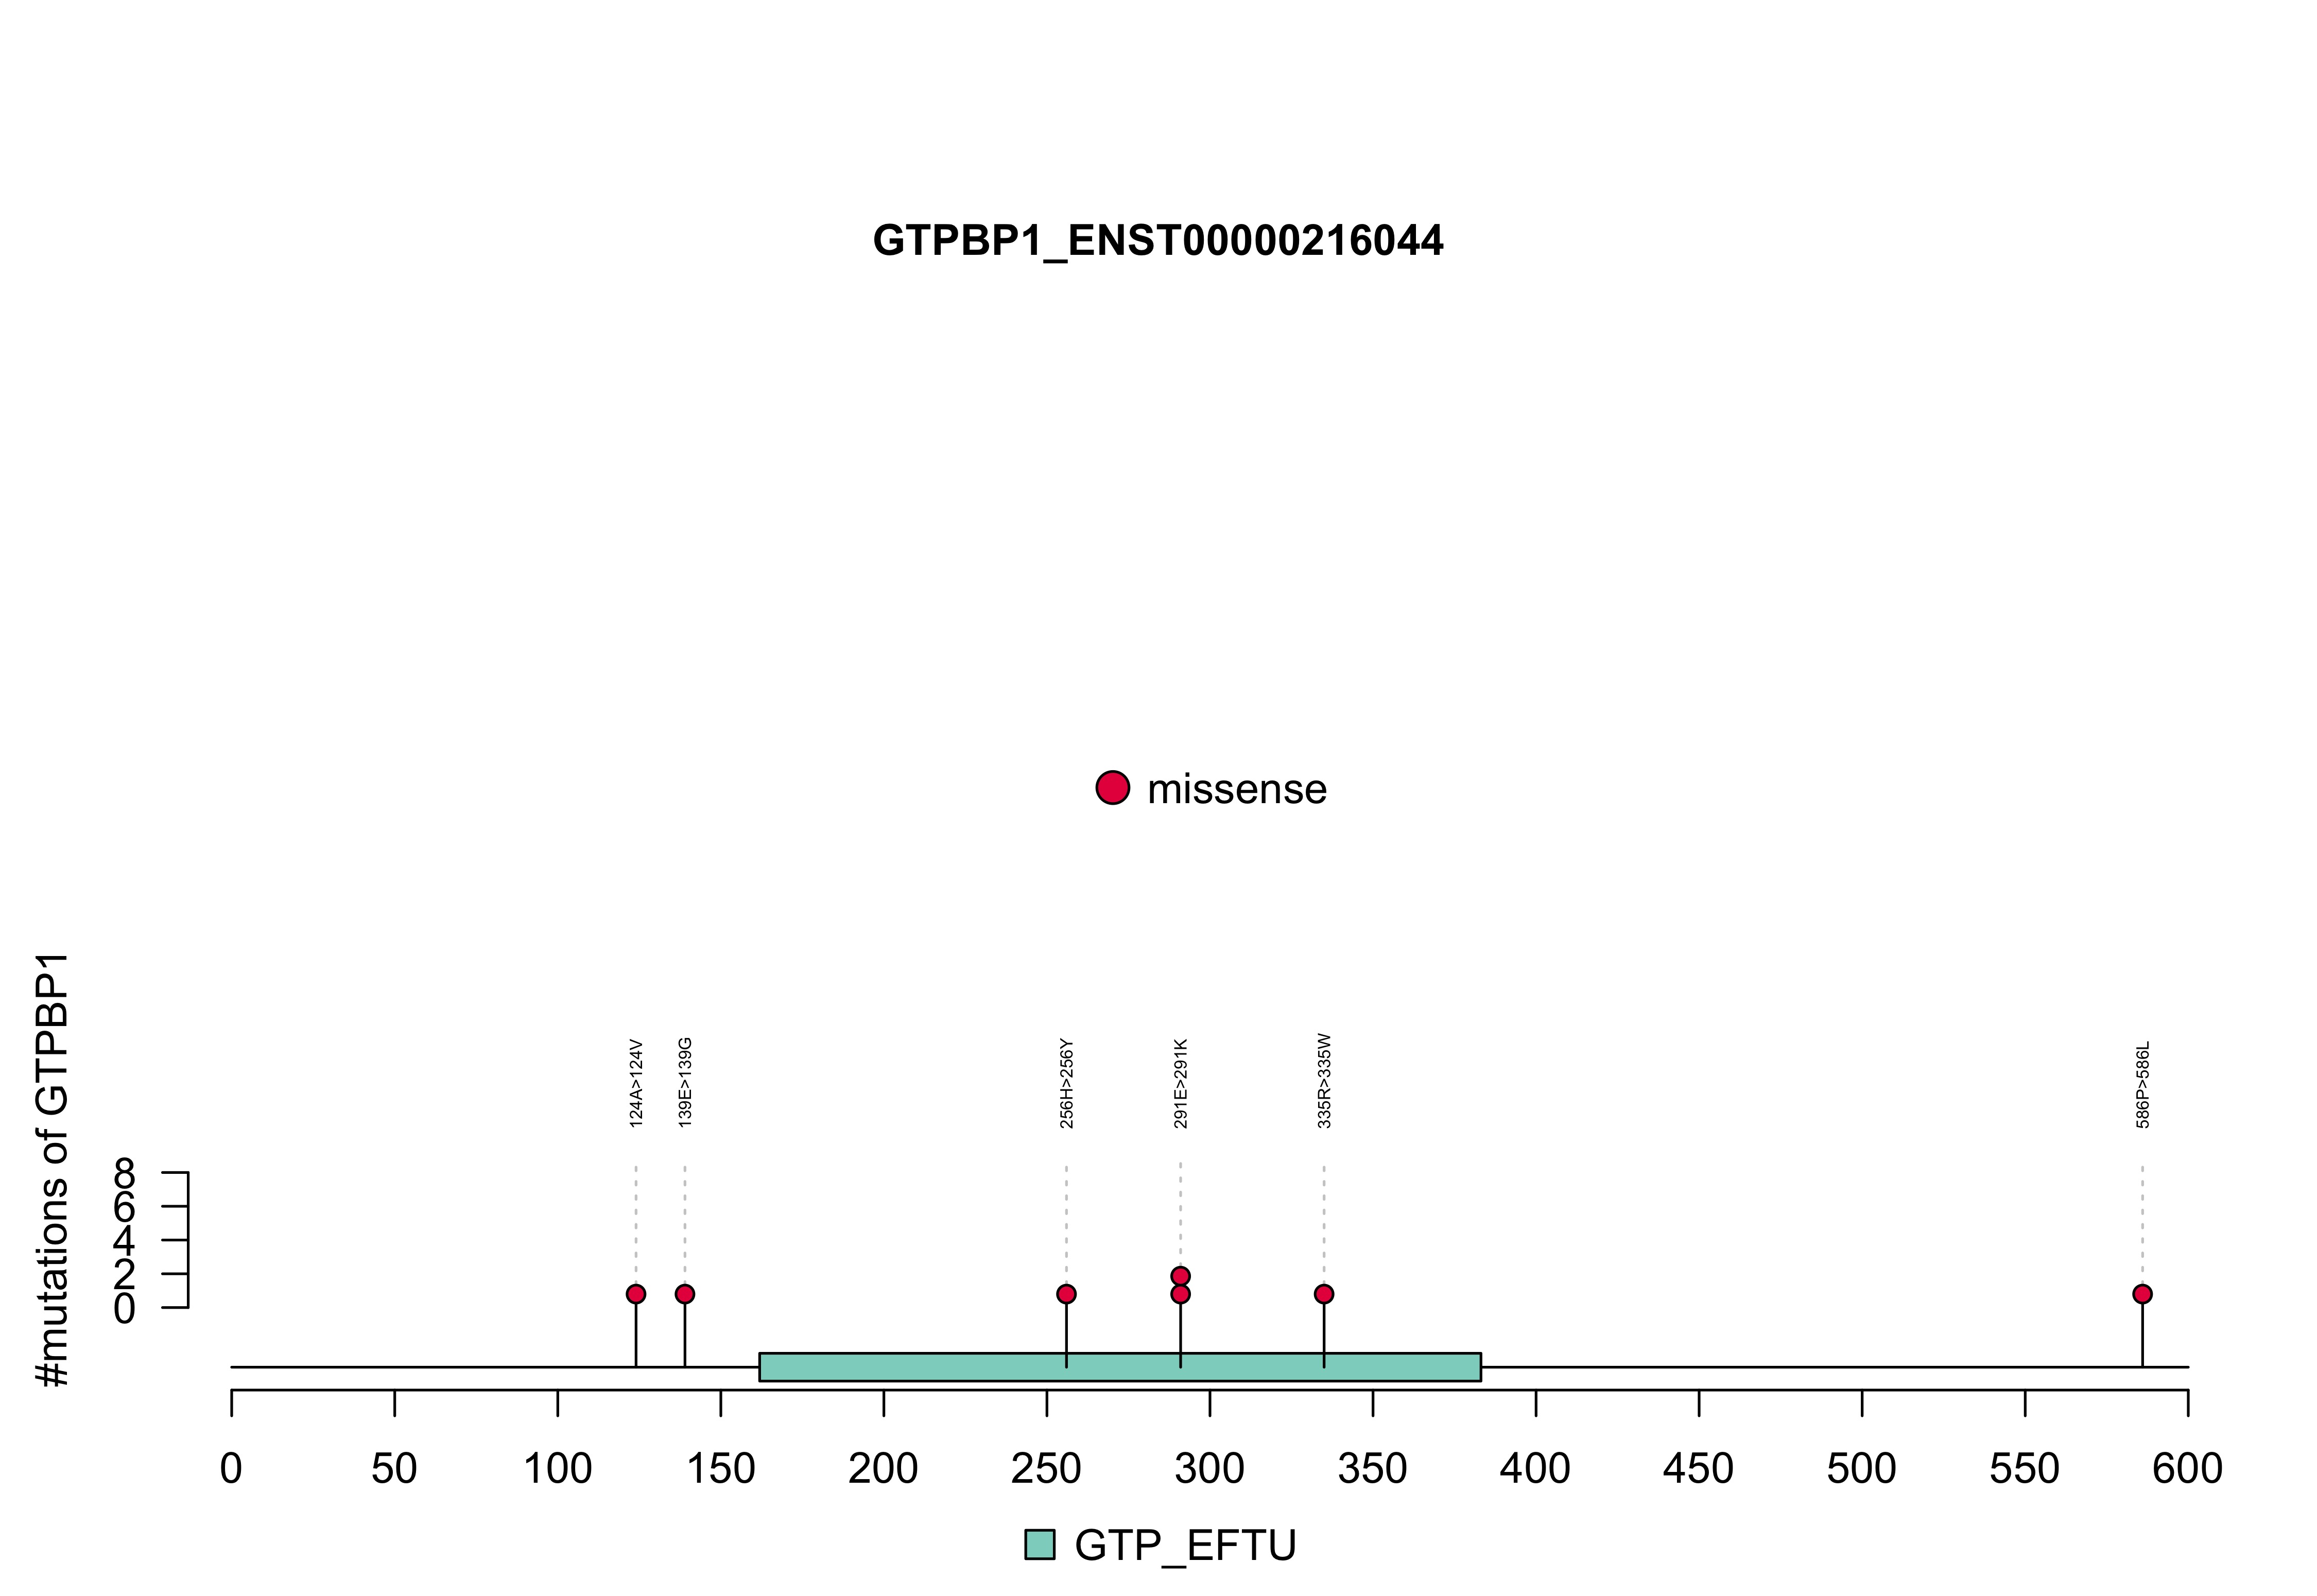 GTPBP1_ENST00000216044
missense
#mutations of GTPBP1
124A>124V
139E>139G
256H>256Y
291E>291K
335R>335W
586P>586L
8
6
4
2
0
0 50 100 150 200 250 300 350 400 450 500 550 600
GTP_EFTU